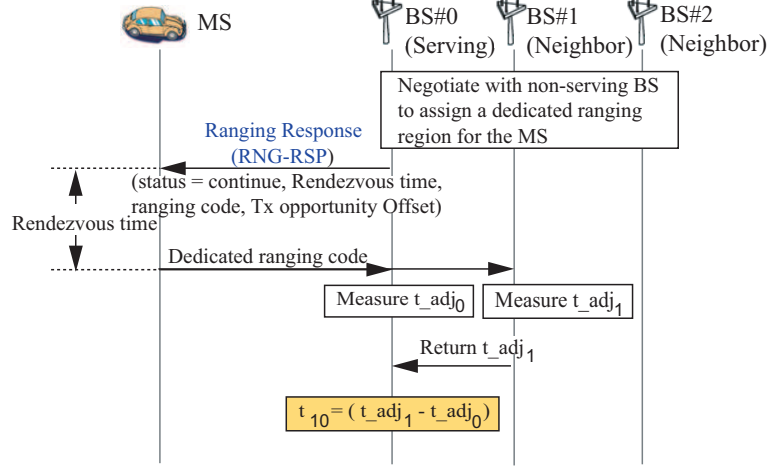 MS
BS#0
(Serving)
BS#1
(Neighbor)
BS#2
(Neighbor)
Negotiate with non-serving BS
to assign a dedicated ranging
region for the MS
Ranging Response
(RNG-RSP)
(status = continue, Rendezvous time,
ranging code, Tx opportunity Offset)
Rendezvous time
Dedicated ranging code
Measure t_adj0
Measure t_adj1
Return t_adj1
t 10 = ( t_adj1 - t_adj0)